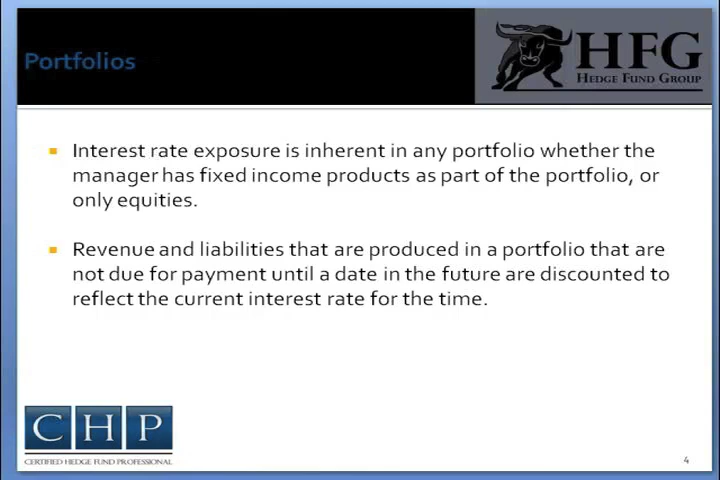 Portfolios
HFG
HEDGE FUND GROUP
Interest rate exposure is inherent in any portfolio whether the
manager has fixed income products as part of the portfolio, or
only equities.
Revenue and liabilities that are produced in a portfolio that are
not due for payment until a date in the future are discounted to
reflect the current interest rate for the time.
CHP
CERTIFIED HEDGE FUND PROFESSIONAL
4